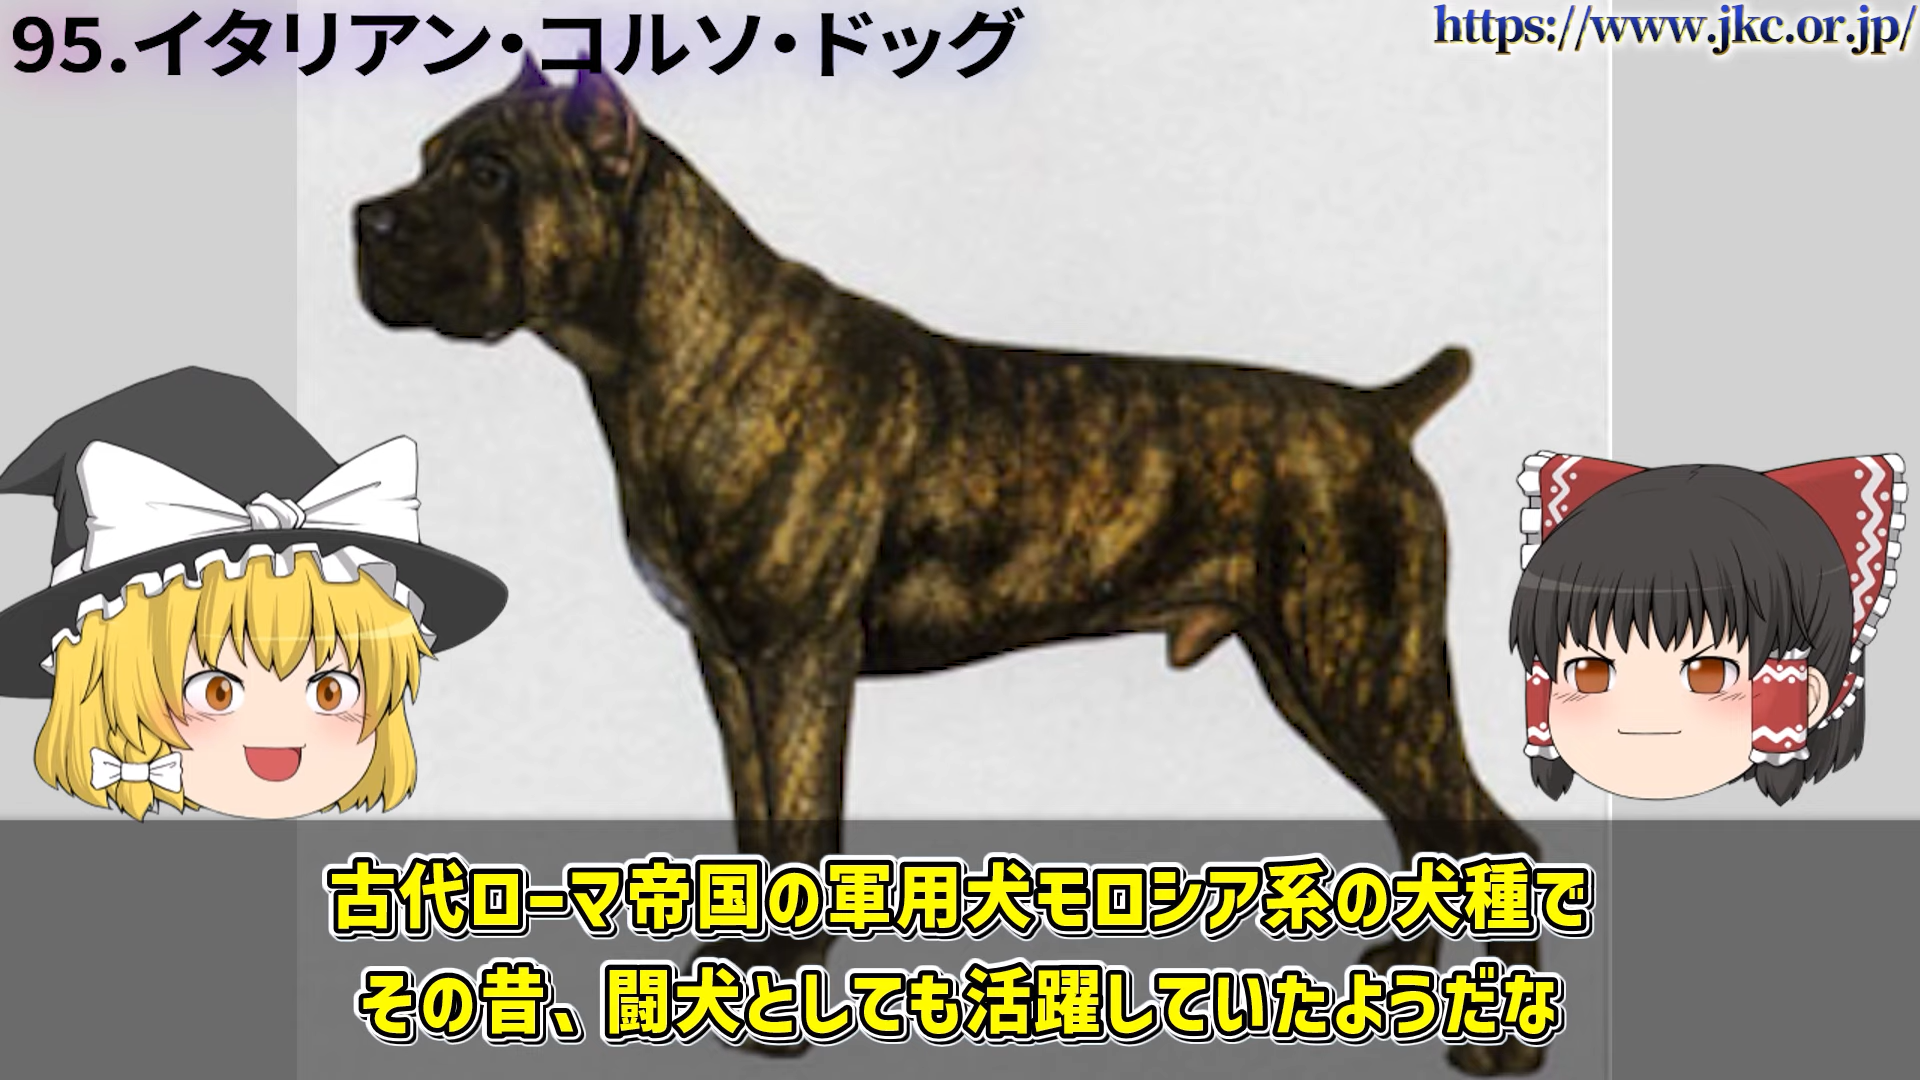 95.イタリアン・コルソ・ドッグ
https://www.jkc.or.jp/
古代ローマ帝国の軍用犬モロシア系の犬種で
その昔、闘犬としても活躍していたようだな